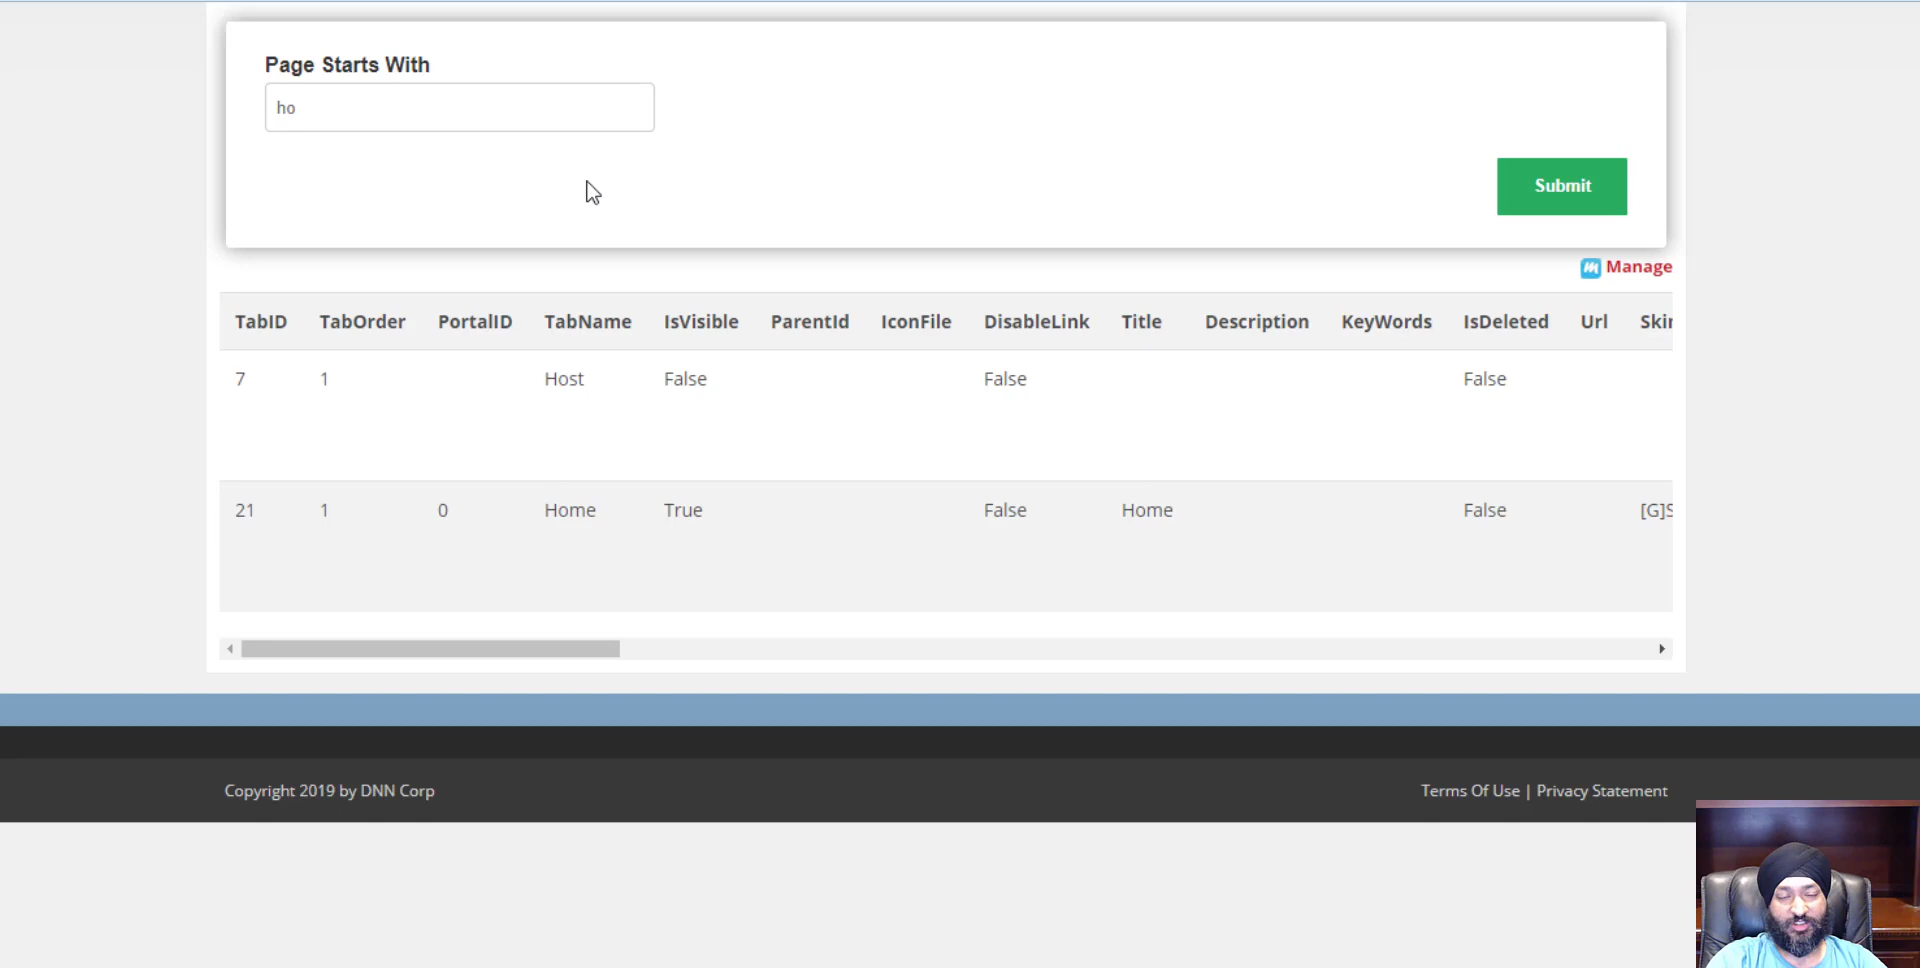 Page Starts With
ho
Submit
Manage
TabID TabOrder PortalID TabName IsVisible ParentId IconFile DisableLink Title Description KeyWords IsDeleted Url
7 1 Host False False False
21 1 0 Home True False Home False [G]S
Copyright 2019 by DNN Corp Terms Of Use | Privacy Statement